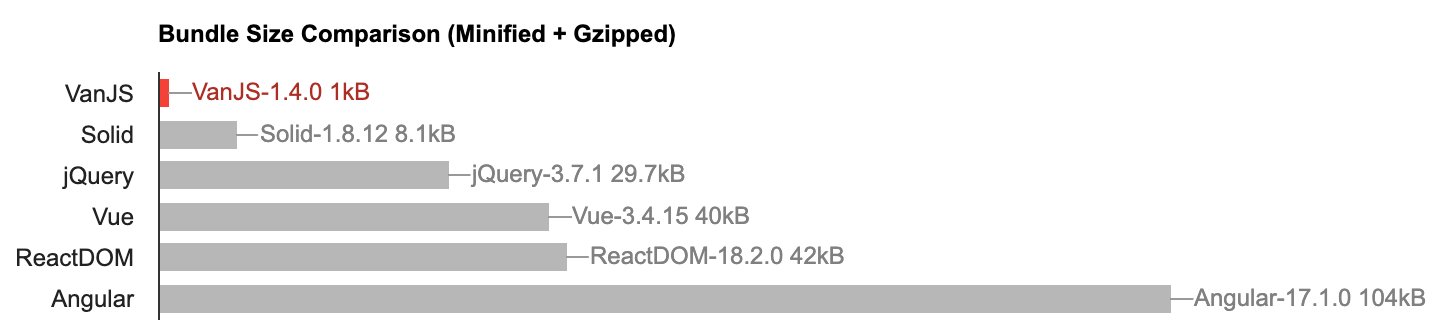 Bundle Size Comparison (Minified + Gzipped)
VanJS VanJS-1.4.0 1kB
Solid Solid-1.8.12 8.1kB
jQuery jQuery-3.7.1 29.7kB
Vue Vue-3.4.15 40kB
ReactDOM ReactDOM-18.2.0 42kB
Angular Angular-17.1.0 104kB